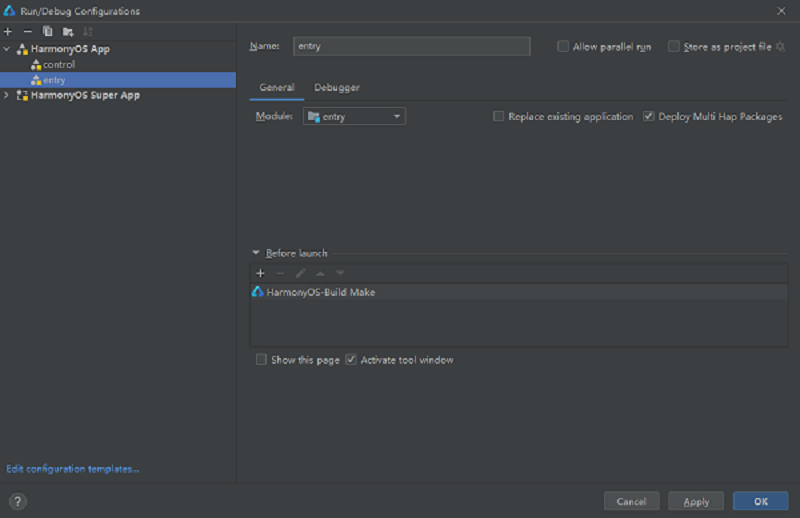 Run/Debug Configurations
HarmonyOS App
control
entry
HarmonyOS Super App
Edit configuration templates...
Name: entry Allow parallel run Store as project file
General Debugger
Module: entry Replace existing application Deploy Multi Hap Packages
Before launch
HarmonyOS-Build Make
Show this page Activate tool window
? Cancel Apply OK